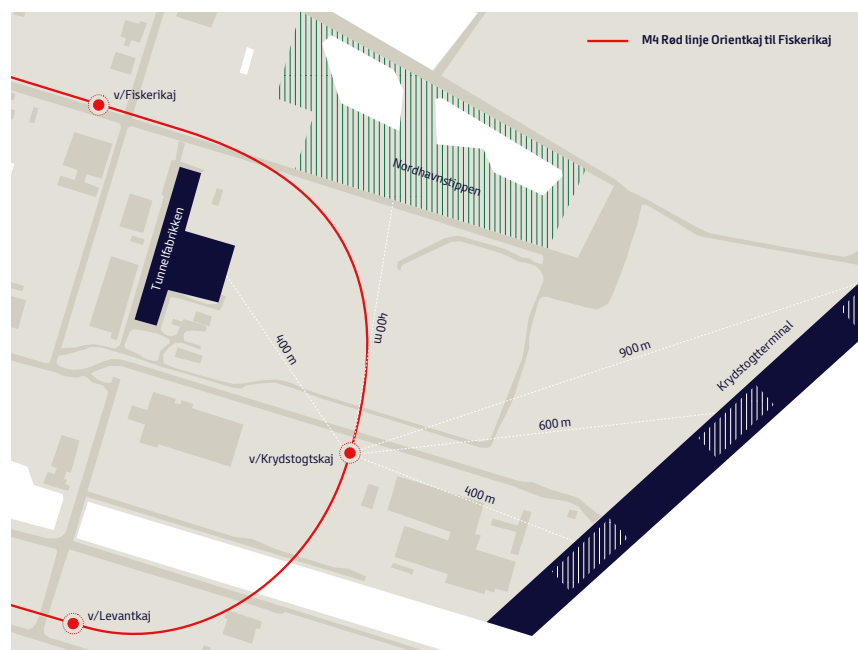 M4 Rød linje Orientkaj til Fiskerikaj
v/Fiskerikaj
Nordhavnstippen
Tunnelfabrikken
400 m
400 m
900 m
Krydstogtterminal
600 m
v/Krydstogtskaj
400 m
v/Levantkaj